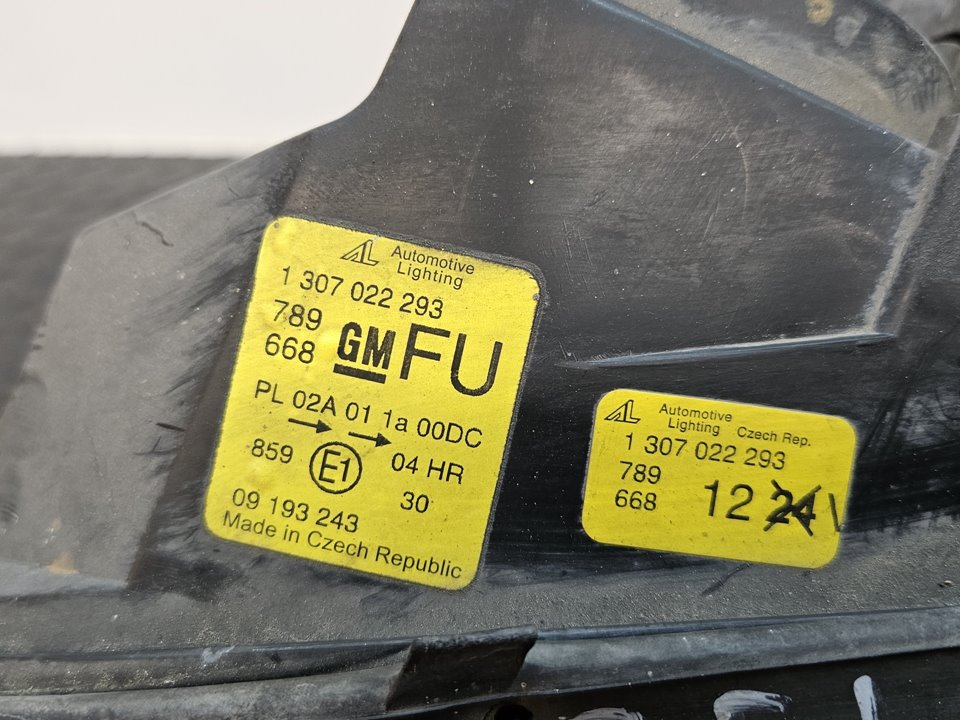 AL Automotive
Lighting
1 307 022 293
789
668
GM FU
PL 02A 01 1a 00DC
859 E1 04 HR
30
09 193 243
Made in Czech Republic
AL Automotive
Lighting Czech Rep.
1 307 022 293
789
668
12 24 V